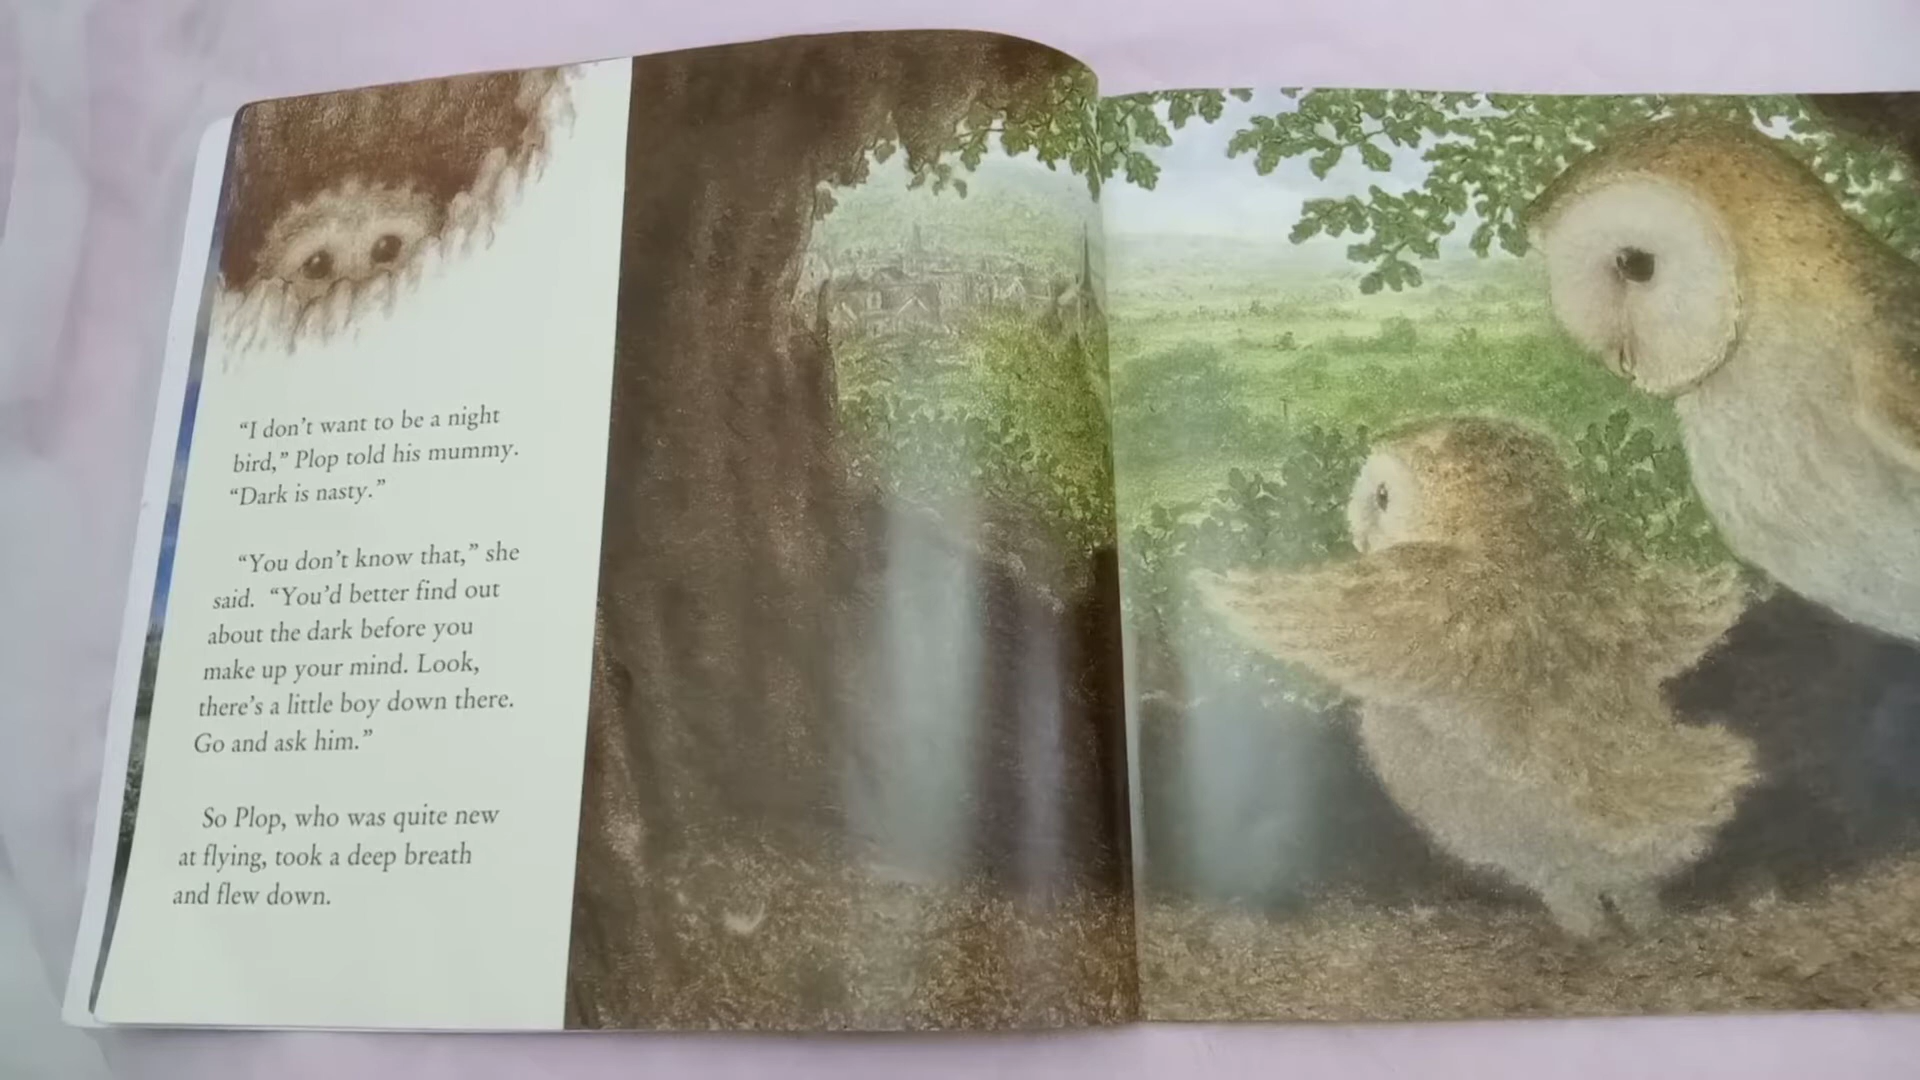 “I don’t want to be a night
bird,” Plop told his mummy.
“Dark is nasty.”
“You don’t know that,” she
said. “You’d better find out
about the dark before you
make up your mind. Look,
there’s a little boy down there.
Go and ask him.”
So Plop, who was quite new
at flying, took a deep breath
and flew down.